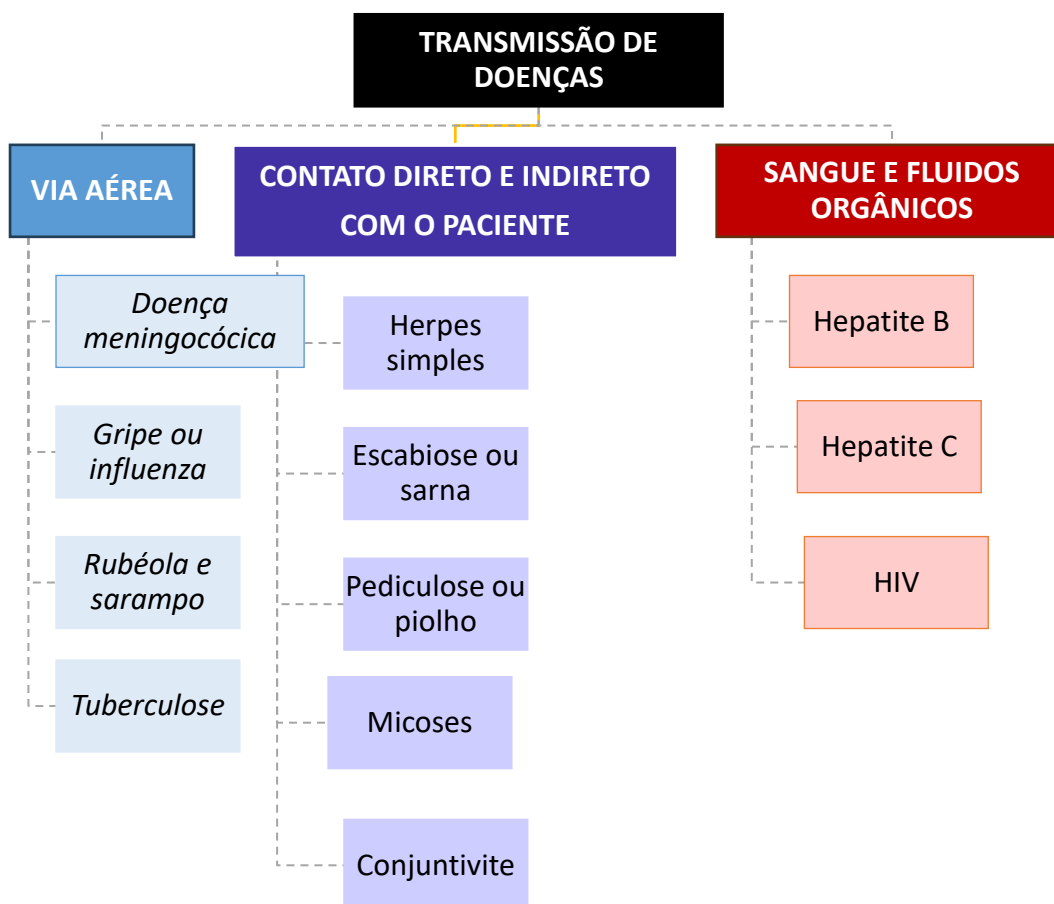 TRANSMISSÃO DE
DOENÇAS
VIA AÉREA
Doença
meningocócica
Gripe ou
influenza
Rubéola e
sarampo
Tuberculose
CONTATO DIRETO E INDIRETO
COM O PACIENTE
Herpes
simples
Escabiose ou
sarna
Pediculose ou
piolho
Micoses
Conjuntivite
SANGUE E FLUIDOS
ORGÂNICOS
Hepatite B
Hepatite C
HIV